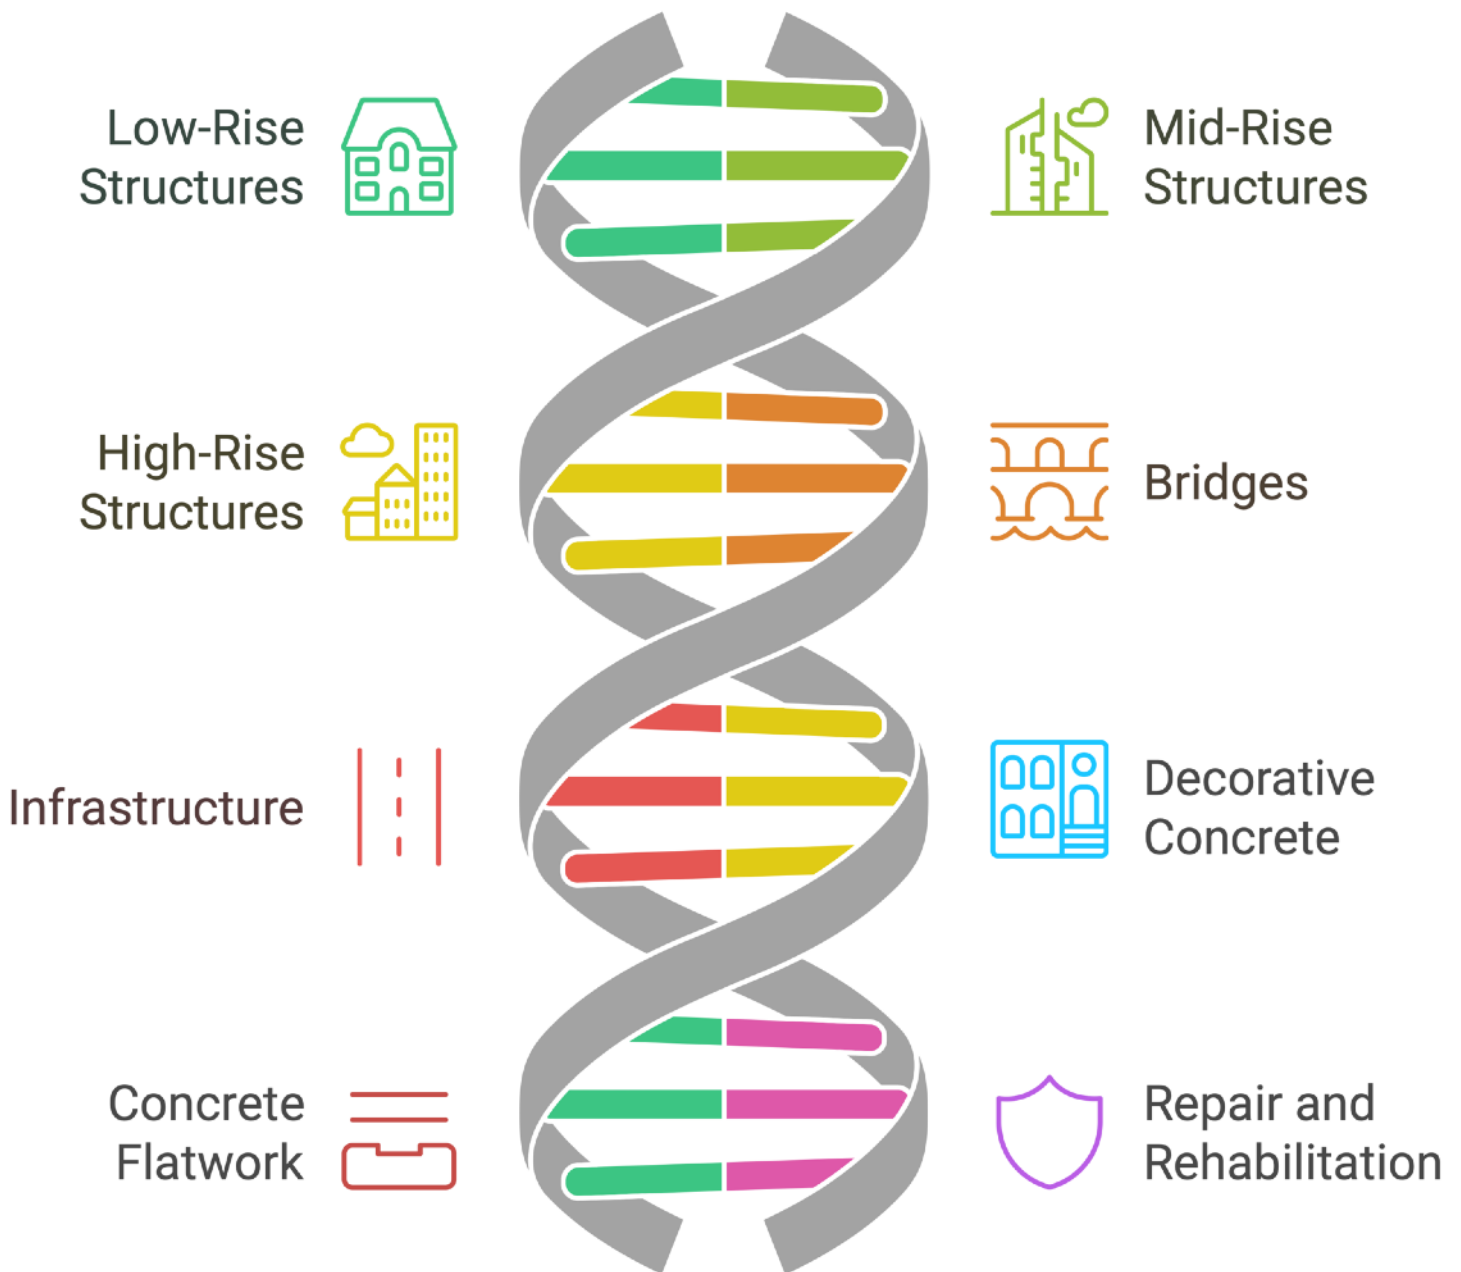 Low-Rise
Structures
Mid-Rise
Structures
High-Rise
Structures
Bridges
Infrastructure
Decorative
Concrete
Concrete
Flatwork
Repair and
Rehabilitation